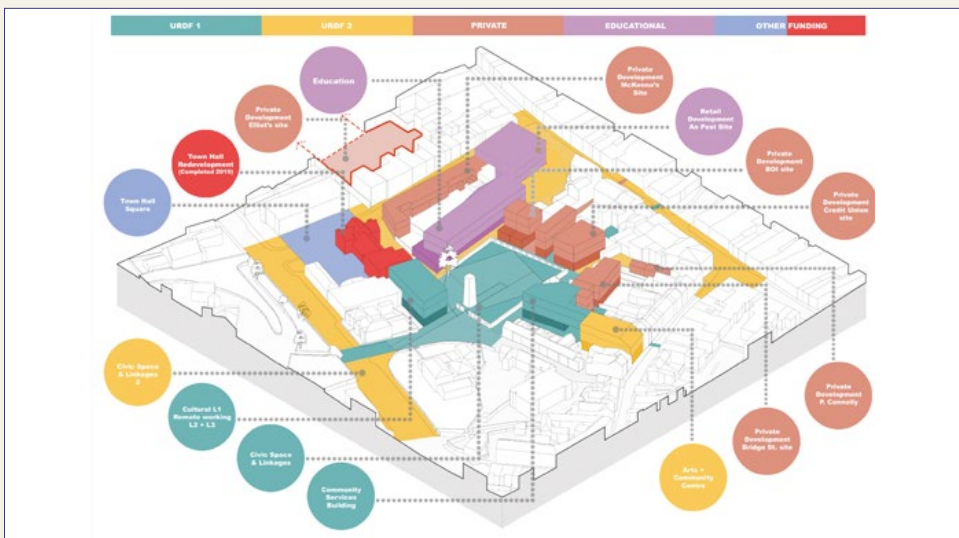 URDF 1
URDF 2
PRIVATE
EDUCATIONAL
OTHER FUNDING
Education
Private
Development
McKeena's
Site
Private
Development
Elliot's site
Retail
Development
An Post Site
Town Hall
Redevelopment
(Completed 2019)
Private
Development
BOI site
Town Hall
Square
Private
Development
Credit Union
site
Civic Space
& Linkages
2
Private
Development
P. Connolly
Cultural L1
Remote working
L2 + L3
Private
Development
Bridge St. site
Civic Space
& Linkages
Arts +
Community
Centre
Community
Services
Building